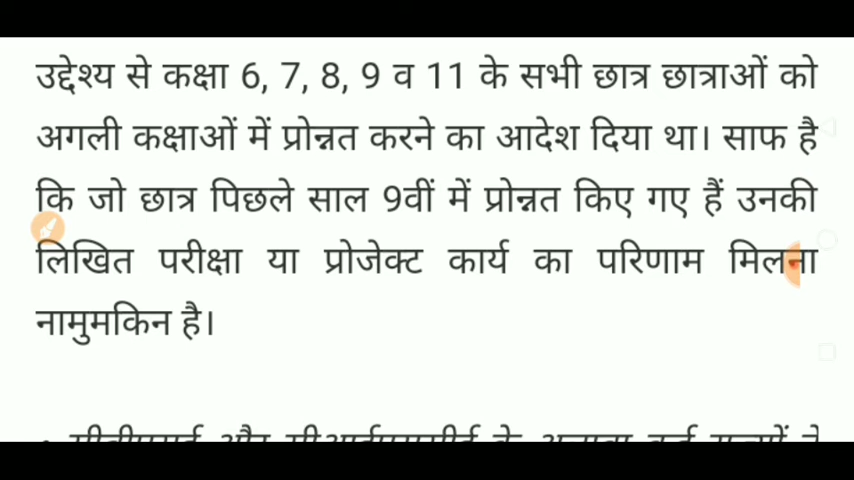 उद्देश्य से कक्षा 6, 7, 8, 9 व 11 के सभी छात्र छात्राओं को
अगली कक्षाओं में प्रोन्नत करने का आदेश दिया था। साफ है
कि जो छात्र पिछले साल 9वीं में प्रोन्नत किए गए हैं उनकी
लिखित परीक्षा या प्रोजेक्ट कार्य का परिणाम मिलना
नामुमकिन है।